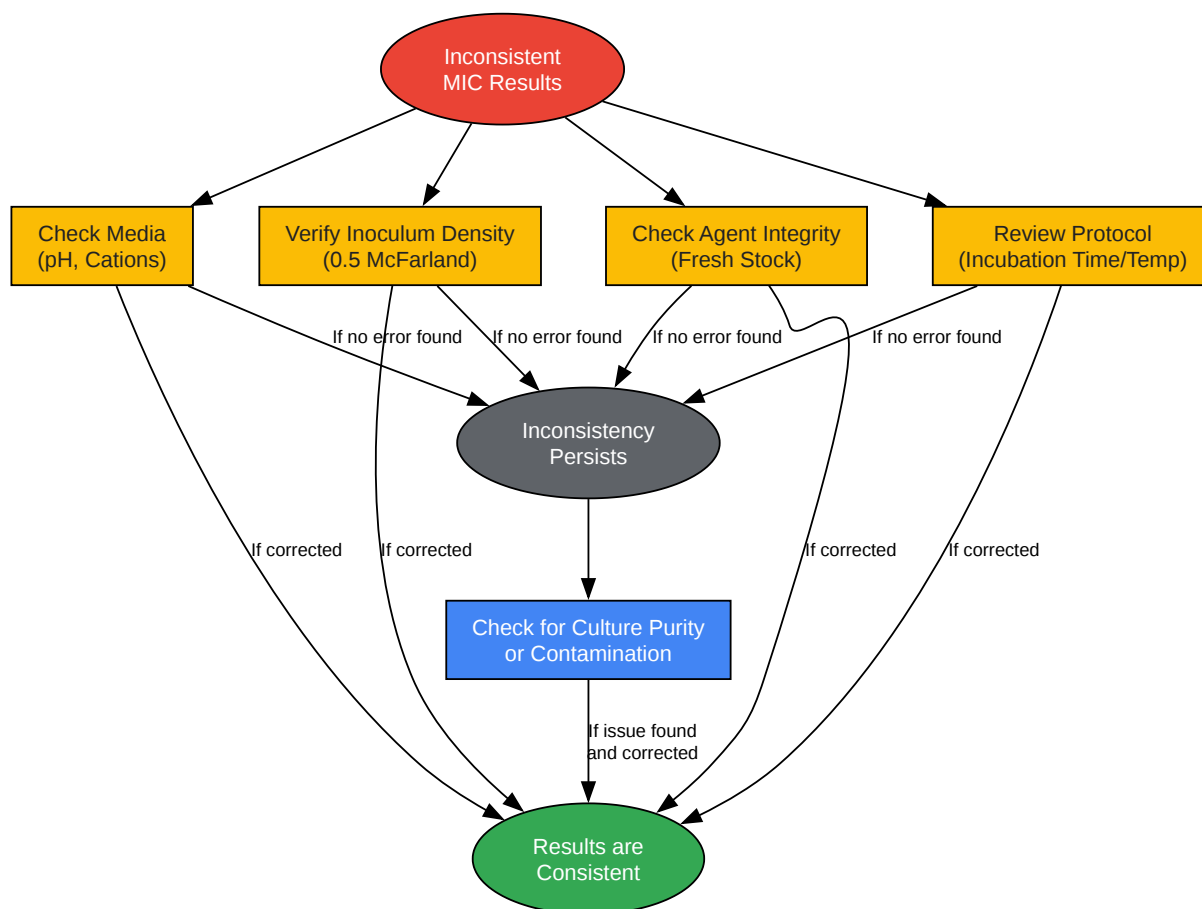 Inconsistent
MIC Results
Check Media
(pH, Cations)
Verify Inoculum Density
(0.5 McFarland)
Check Agent Integrity
(Fresh Stock)
Review Protocol
(Incubation Time/Temp)
If no error found
If no error found
If no error found
If no error found
Inconsistency
Persists
If corrected
If corrected
If corrected
If corrected
Check for Culture Purity
or Contamination
If issue found
and corrected
Results are
Consistent